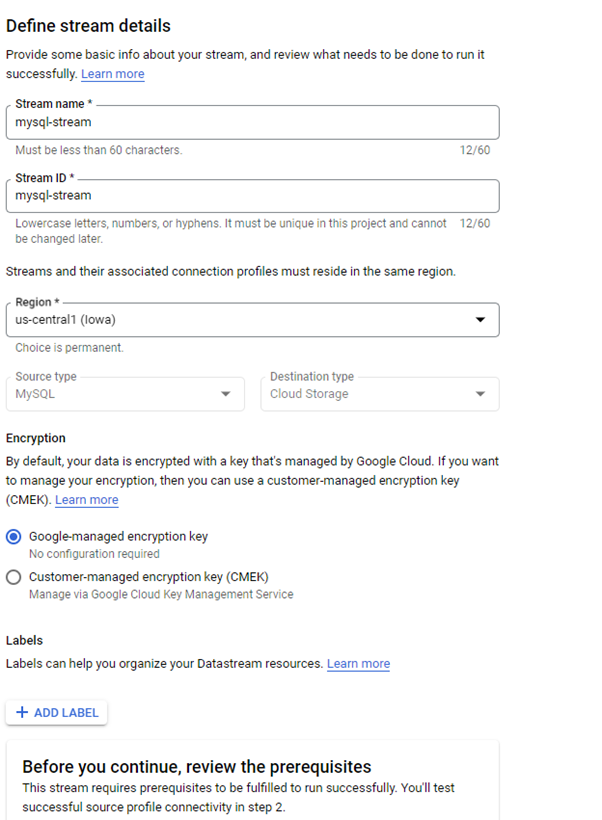 Define stream details
Provide some basic info about your stream, and review what needs to be done to run it
successfully. Learn more
Stream name *
mysql-stream
Must be less than 60 characters. 12/60
Stream ID *
mysql-stream
Lowercase letters, numbers, or hyphens. It must be unique in this project and cannot 12/60
be changed later.
Streams and their associated connection profiles must reside in the same region.
Region *
us-central1 (Iowa)
Choice is permanent.
Source type Destination type
MySQL Cloud Storage
Encryption
By default, your data is encrypted with a key that's managed by Google Cloud. If you want
to manage your encryption, then you can use a customer-managed encryption key
(CMEK). Learn more
Google-managed encryption key
No configuration required
Customer-managed encryption key (CMEK)
Manage via Google Cloud Key Management Service
Labels
Labels can help you organize your Datastream resources. Learn more
+ ADD LABEL
Before you continue, review the prerequisites
This stream requires prerequisites to be fulfilled to run successfully. You'll test
successful source profile connectivity in step 2.